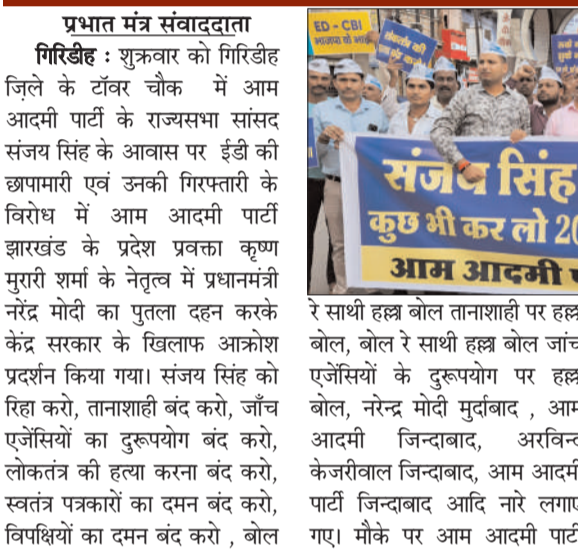 प्रभात मंत्र संवाददाता
गिरिडीह : शुक्रवार को गिरिडीह
ज़िले के टॉवर चौक में आम
आदमी पार्टी के राज्यसभा सांसद
संजय सिंह के आवास पर ईडी की
छापामारी एवं उनकी गिरफ्तारी के
विरोध में आम आदमी पार्टी
झारखंड के प्रदेश प्रवक्ता कृष्ण
मुरारी शर्मा के नेतृत्व में प्रधानमंत्री
नरेंद्र मोदी का पुतला दहन करके
केंद्र सरकार के खिलाफ आक्रोश
प्रदर्शन किया गया। संजय सिंह को
रिहा करो, तानाशाही बंद करो, जाँच
एजेंसियों का दुरूपयोग बंद करो,
लोकतंत्र की हत्या करना बंद करो,
स्वतंत्र पत्रकारों का दमन बंद करो,
विपक्षियों का दमन बंद करो , बोल
ED - CBI
संजय सिंह
कुछ भी कर लो 20
आम आदमी
रे साथी हल्ला बोल तानाशाही पर हल्ल
बोल, बोल रे साथी हल्ला बोल जांच
एजेंसियों के दुरूपयोग पर हल्ल
बोल, नरेन्द्र मोदी मुर्दाबाद , आम
आदमी जिन्दाबाद, अरविन्द
केजरीवाल जिन्दाबाद, आम आदमी
पार्टी जिन्दाबाद आदि नारे लगाए
गए। मौके पर आम आदमी पार्टी